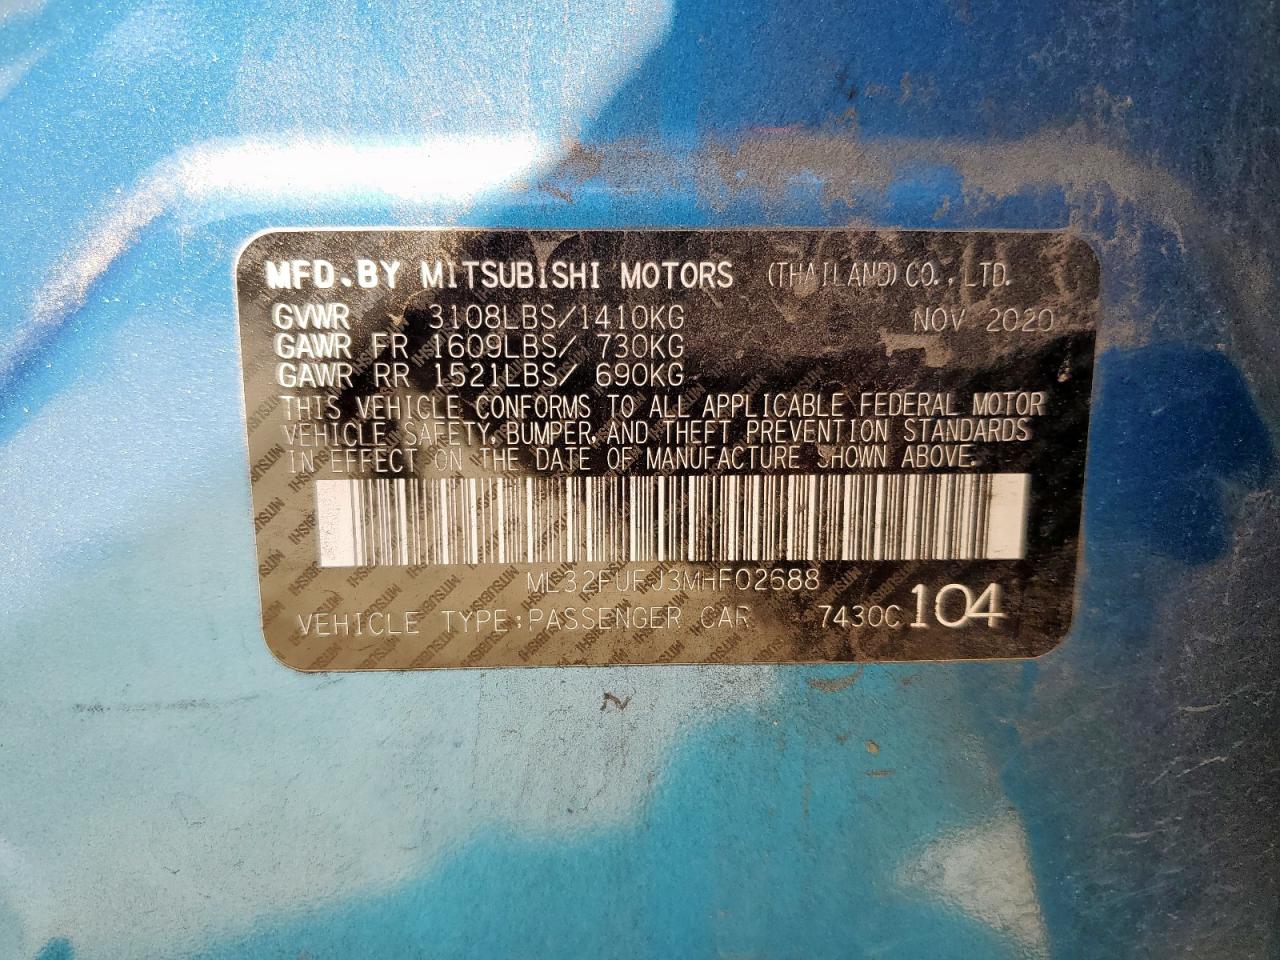 MFD.BY MITSUBISHI MOTORS (THAILAND) CO., LTD.
GVWR 3108LBS/1410KG NOV 2020
GAWR FR 1609LBS/ 730KG
GAWR RR 1521LBS/ 690KG
THIS VEHICLE CONFORMS TO ALL APPLICABLE FEDERAL MOTOR
VEHICLE SAFETY, BUMPER, AND THEFT PREVENTION STANDARDS
IN EFFECT ON THE DATE OF MANUFACTURE SHOWN ABOVE.
ML32FUFJ3MHF02688
VEHICLE TYPE:PASSENGER CAR 7430C 104